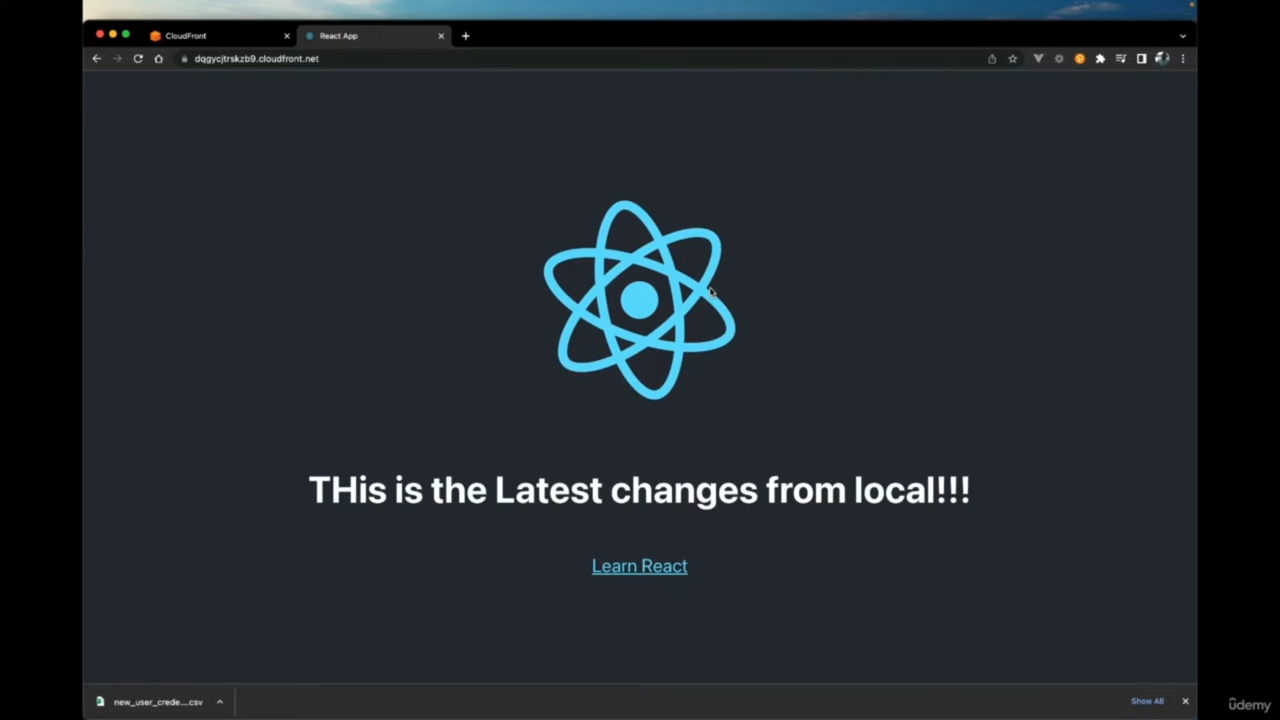 CloudFront
React App
dqgycjtrskzb9.cloudfront.net
THis is the Latest changes from local!!!
Learn React
new_user_crede....csv
Show All
ûdemy